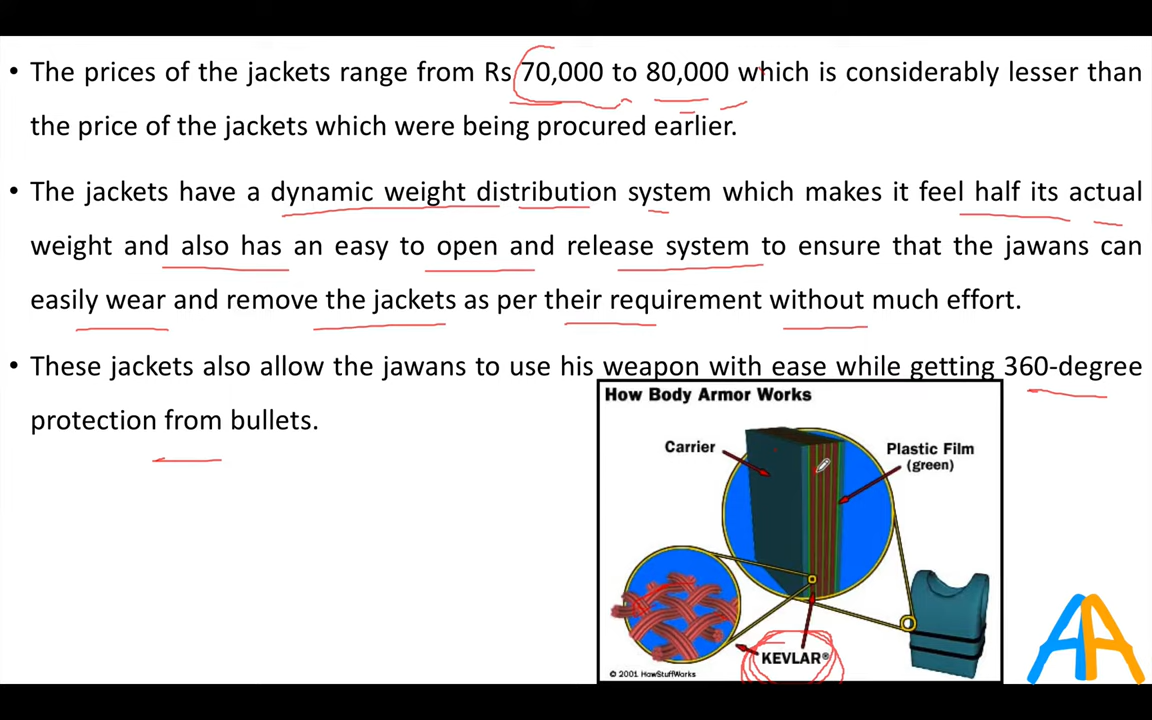 • The prices of the jackets range from Rs 70,000 to 80,000 which is considerably lesser than
the price of the jackets which were being procured earlier.
• The jackets have a dynamic weight distribution system which makes it feel half its actual
weight and also has an easy to open and release system to ensure that the jawans can
easily wear and remove the jackets as per their requirement without much effort.
• These jackets also allow the jawans to use his weapon with ease while getting 360-degree
protection from bullets.
How Body Armor Works
Carrier
Plastic Film
(green)
KEVLAR®
© 2001 HowStuffWorks
AA